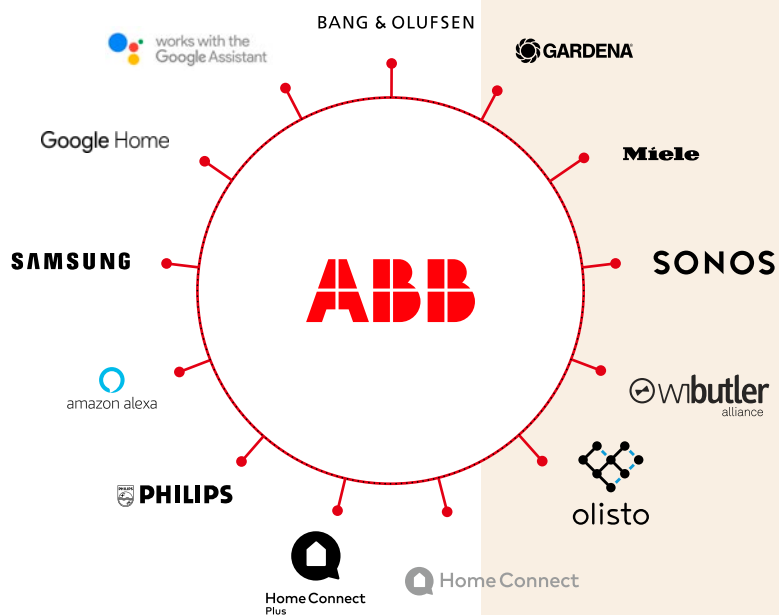 BANG & OLUFSEN
works with the
Google Assistant
GARDENA®
Google Home
Miele
SAMSUNG
SONOS
ABB
amazon alexa
wibutler
alliance
PHILIPS
PHILIPS
olisto
Home Connect
Plus
Home Connect